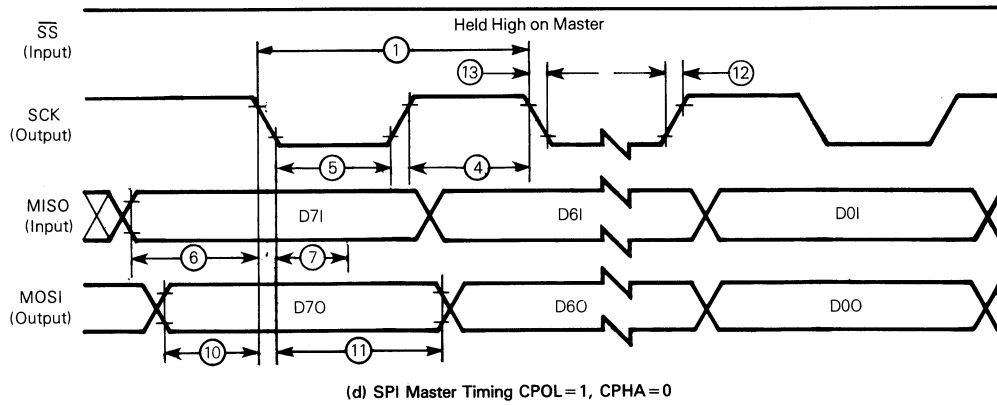 Held High on Master
SS
(Input)
1
13
12
SCK
(Output)
5
4
MISO
(Input)
D7I
D6I
D0I
6
7
MOSI
(Output)
D7O
D6O
D0O
10
11
(d) SPI Master Timing CPOL=1, CPHA=0